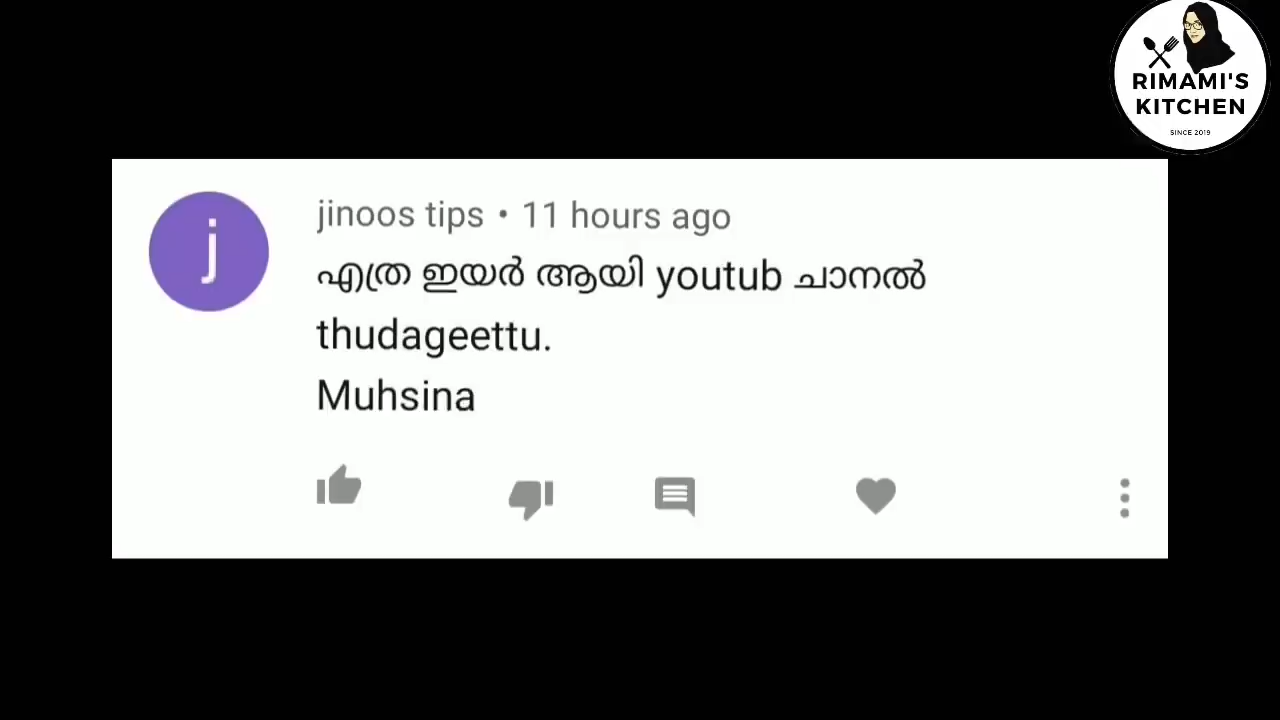 RIMAMI'S
KITCHEN
SINCE 2019
j
jinoos tips • 11 hours ago
എത്ര ഇയർ ആയി youtub ചാനൽ
thudageettu.
Muhsina